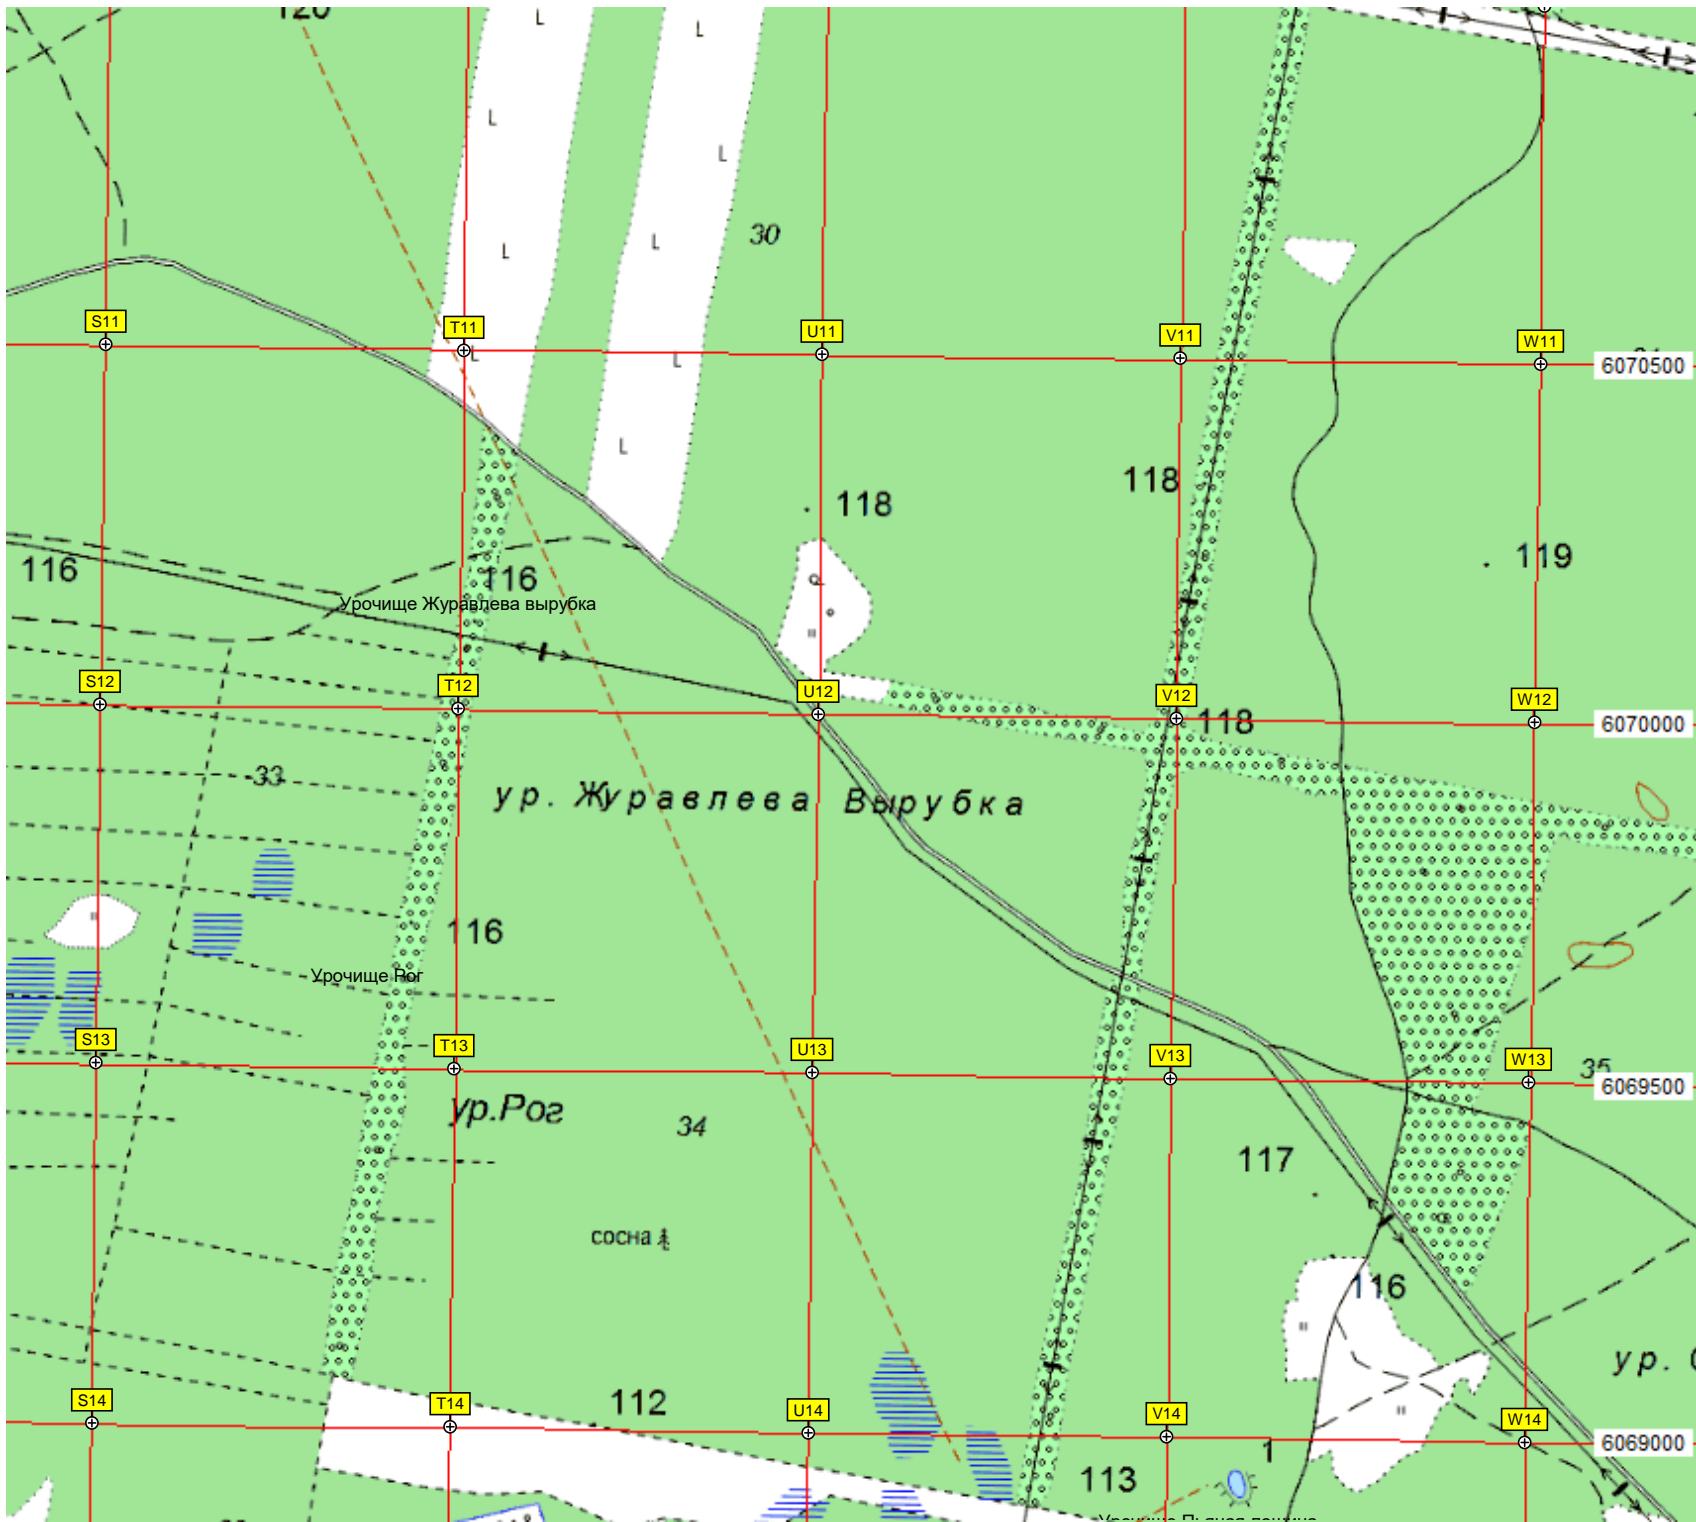 120
L
L
L
L
30
L
L
S11
T11
U11
V11
W11
L
L
6070500
L
118
118
116
116
119
Урочище Журавлева вырубка
S12
T12
U12
V12
W12
118
6070000
33
ур. Журавлева Вырубка
116
Урочище Рог
S13
T13
U13
V13
W13
35
6069500
ур.Рог
34
117
сосна
116
ур.
S14
T14
112
U14
V14
W14
1
6069000
113